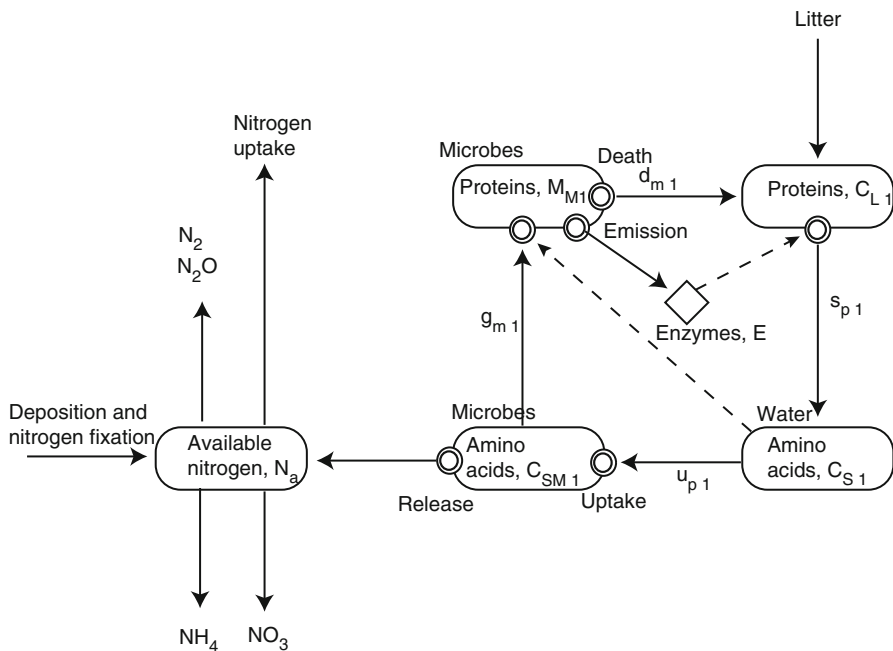 Litter
Nitrogen
uptake
Microbes
Death
d_m 1
Proteins, M_M1
Proteins, C_L 1
Emission
N_2
N_2O
g_m 1
Enzymes, E
s_p 1
Deposition and
nitrogen fixation
Microbes
Water
Available
nitrogen, N_a
Amino
acids, C_SM 1
Amino
acids, C_S 1
u_p 1
Release
Uptake
NH_4
NO_3